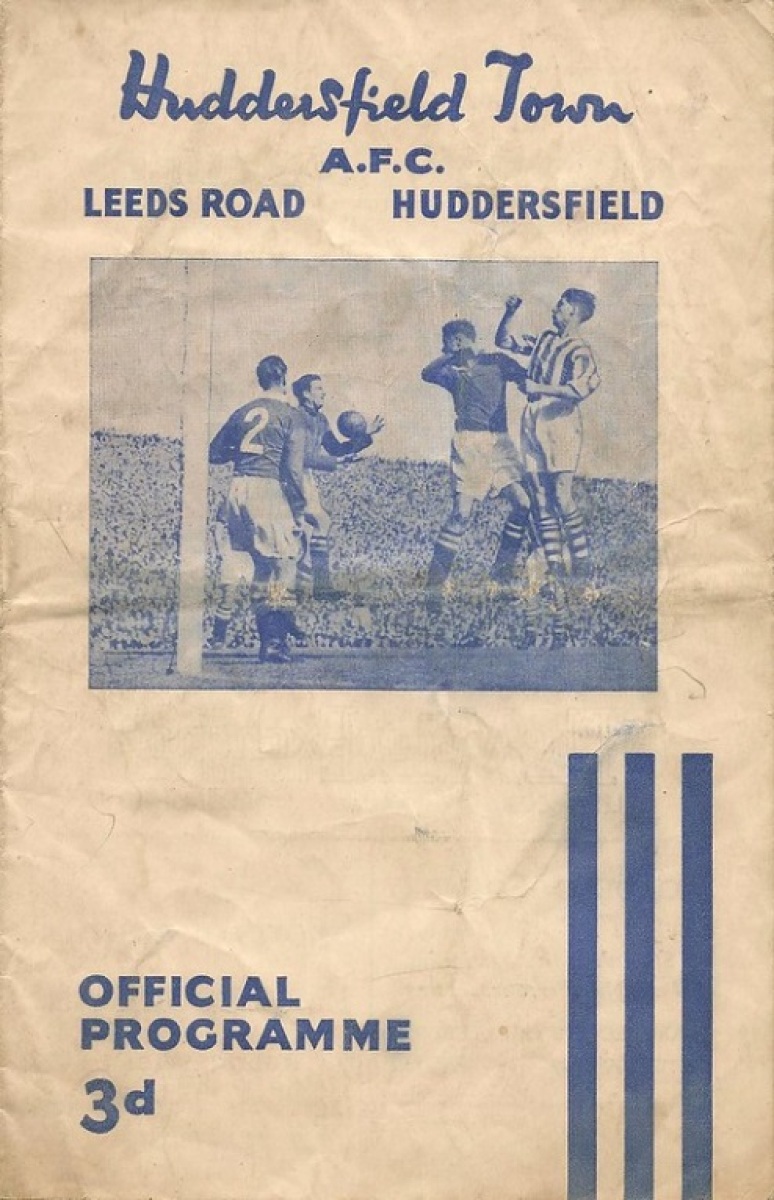 Huddersfield Town
A.F.C.
LEEDS ROAD HUDDERSFIELD
2
OFFICIAL
PROGRAMME
3d